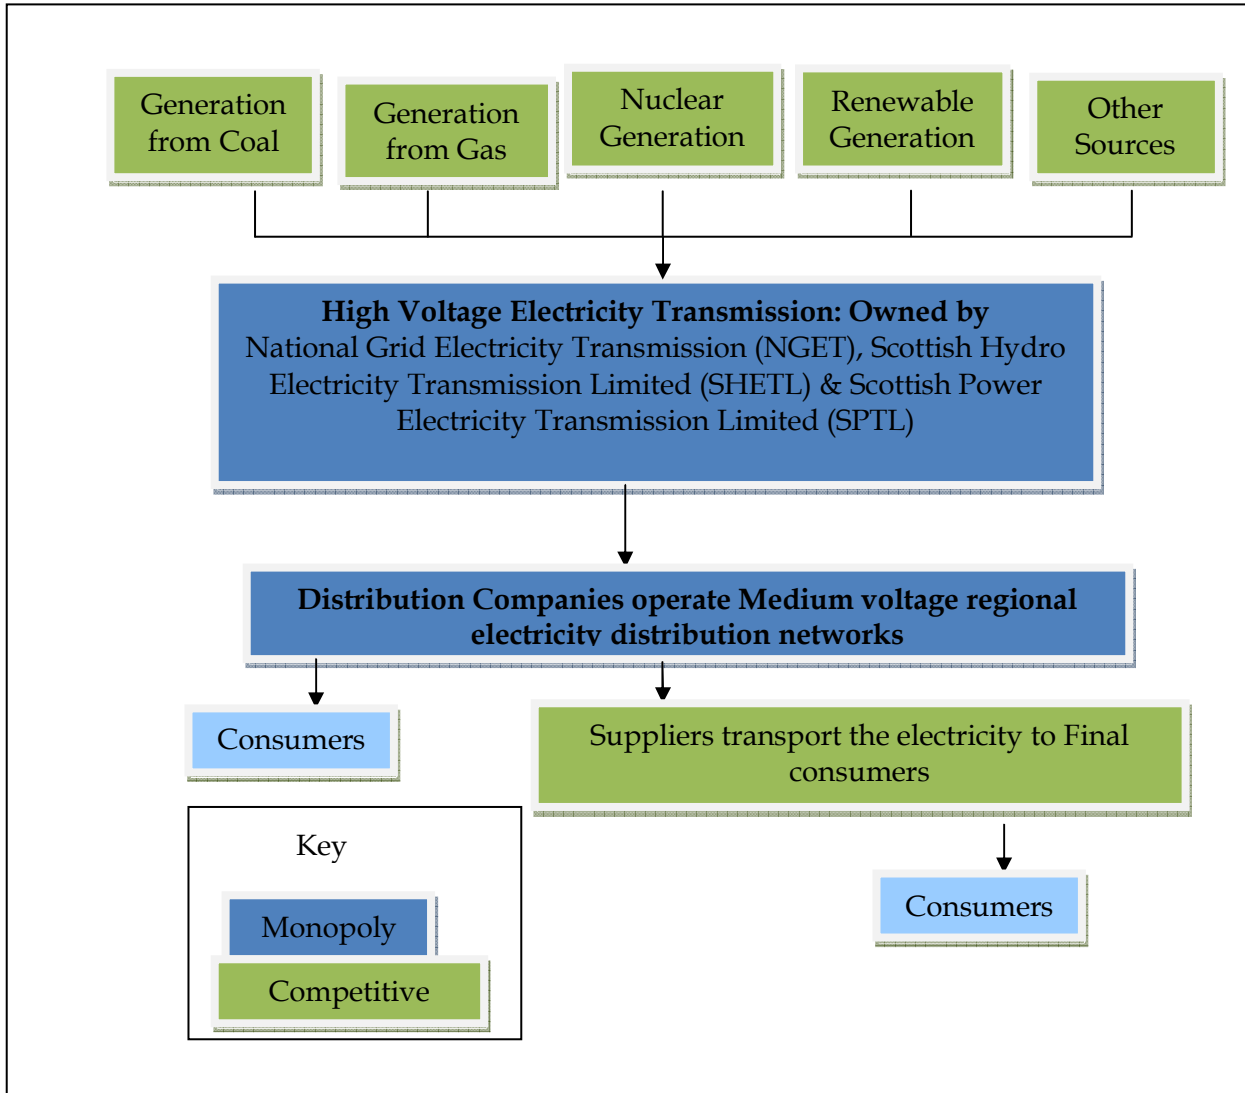 Generation
from Coal
Generation
from Gas
Nuclear
Generation
Renewable
Generation
Other
Sources
High Voltage Electricity Transmission: Owned by
National Grid Electricity Transmission (NGET), Scottish Hydro
Electricity Transmission Limited (SHETL) & Scottish Power
Electricity Transmission Limited (SPTL)
Distribution Companies operate Medium voltage regional
electricity distribution networks
Consumers
Suppliers transport the electricity to Final
consumers
Consumers
Key
Monopoly
Competitive